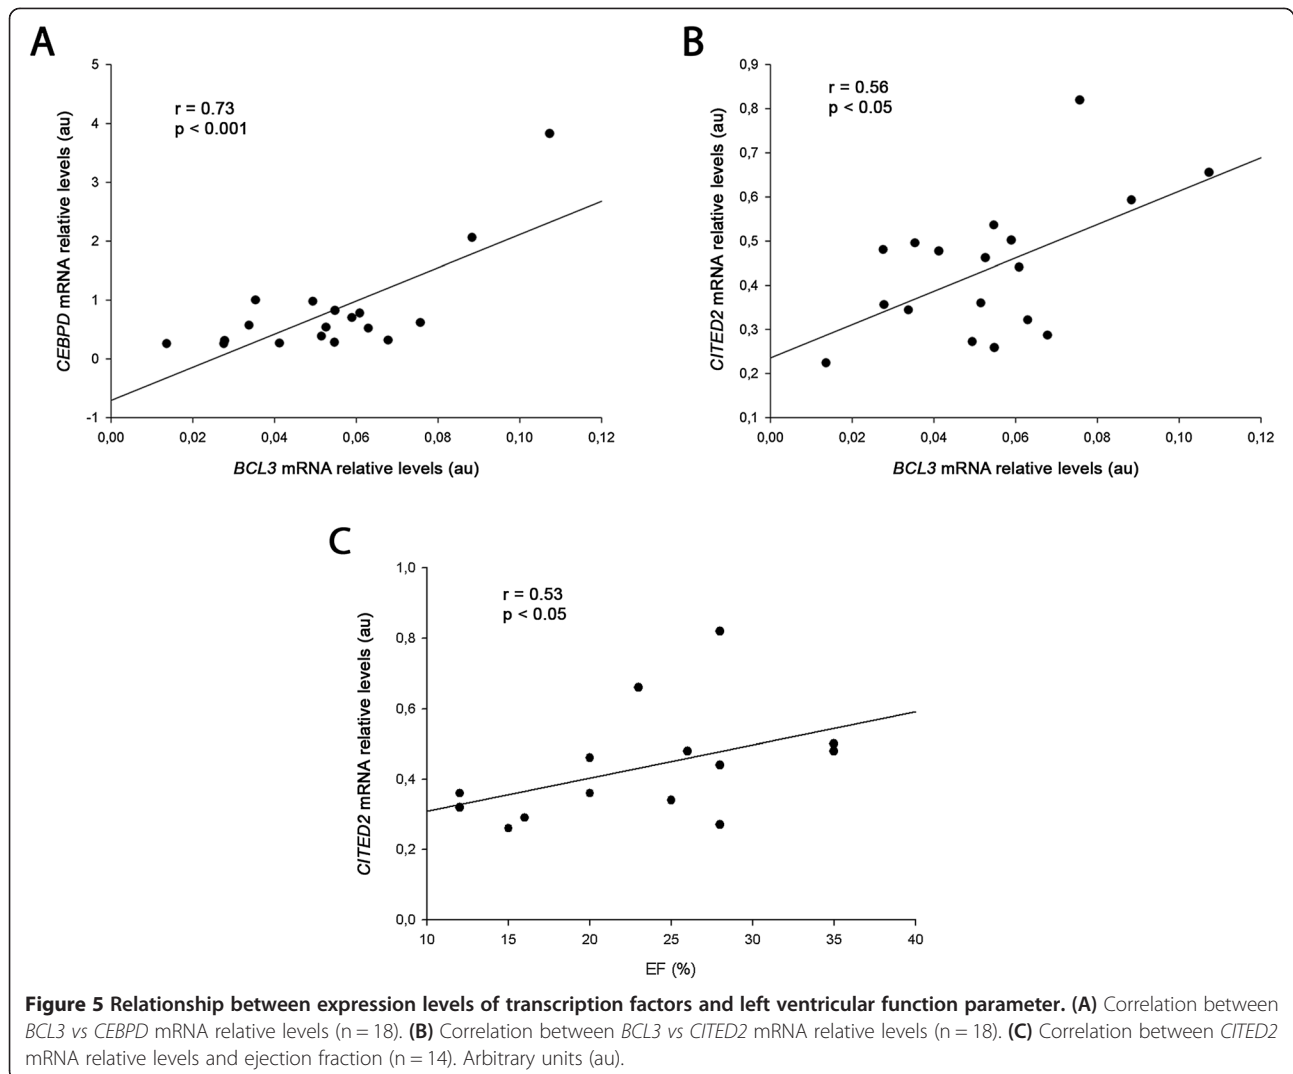 A
r = 0.73
p < 0.001
CEBPD mRNA relative levels (au)
5
4
3
2
1
0
-1
0,00 0,02 0,04 0,06 0,08 0,10 0,12
BCL3 mRNA relative levels (au)
B
r = 0.56
p < 0.05
CITED2 mRNA relative levels (au)
0,9
0,8
0,7
0,6
0,5
0,4
0,3
0,2
0,1
0,00 0,02 0,04 0,06 0,08 0,10 0,12
BCL3 mRNA relative levels (au)
C
r = 0.53
p < 0.05
CITED2 mRNA relative levels (au)
1,0
0,8
0,6
0,4
0,2
0,0
10 15 20 25 30 35 40
EF (%)
Figure 5 Relationship between expression levels of transcription factors and left ventricular function parameter. (A) Correlation between
BCL3 vs CEBPD mRNA relative levels (n = 18). (B) Correlation between BCL3 vs CITED2 mRNA relative levels (n = 18). (C) Correlation between CITED2
mRNA relative levels and ejection fraction (n = 14). Arbitrary units (au).